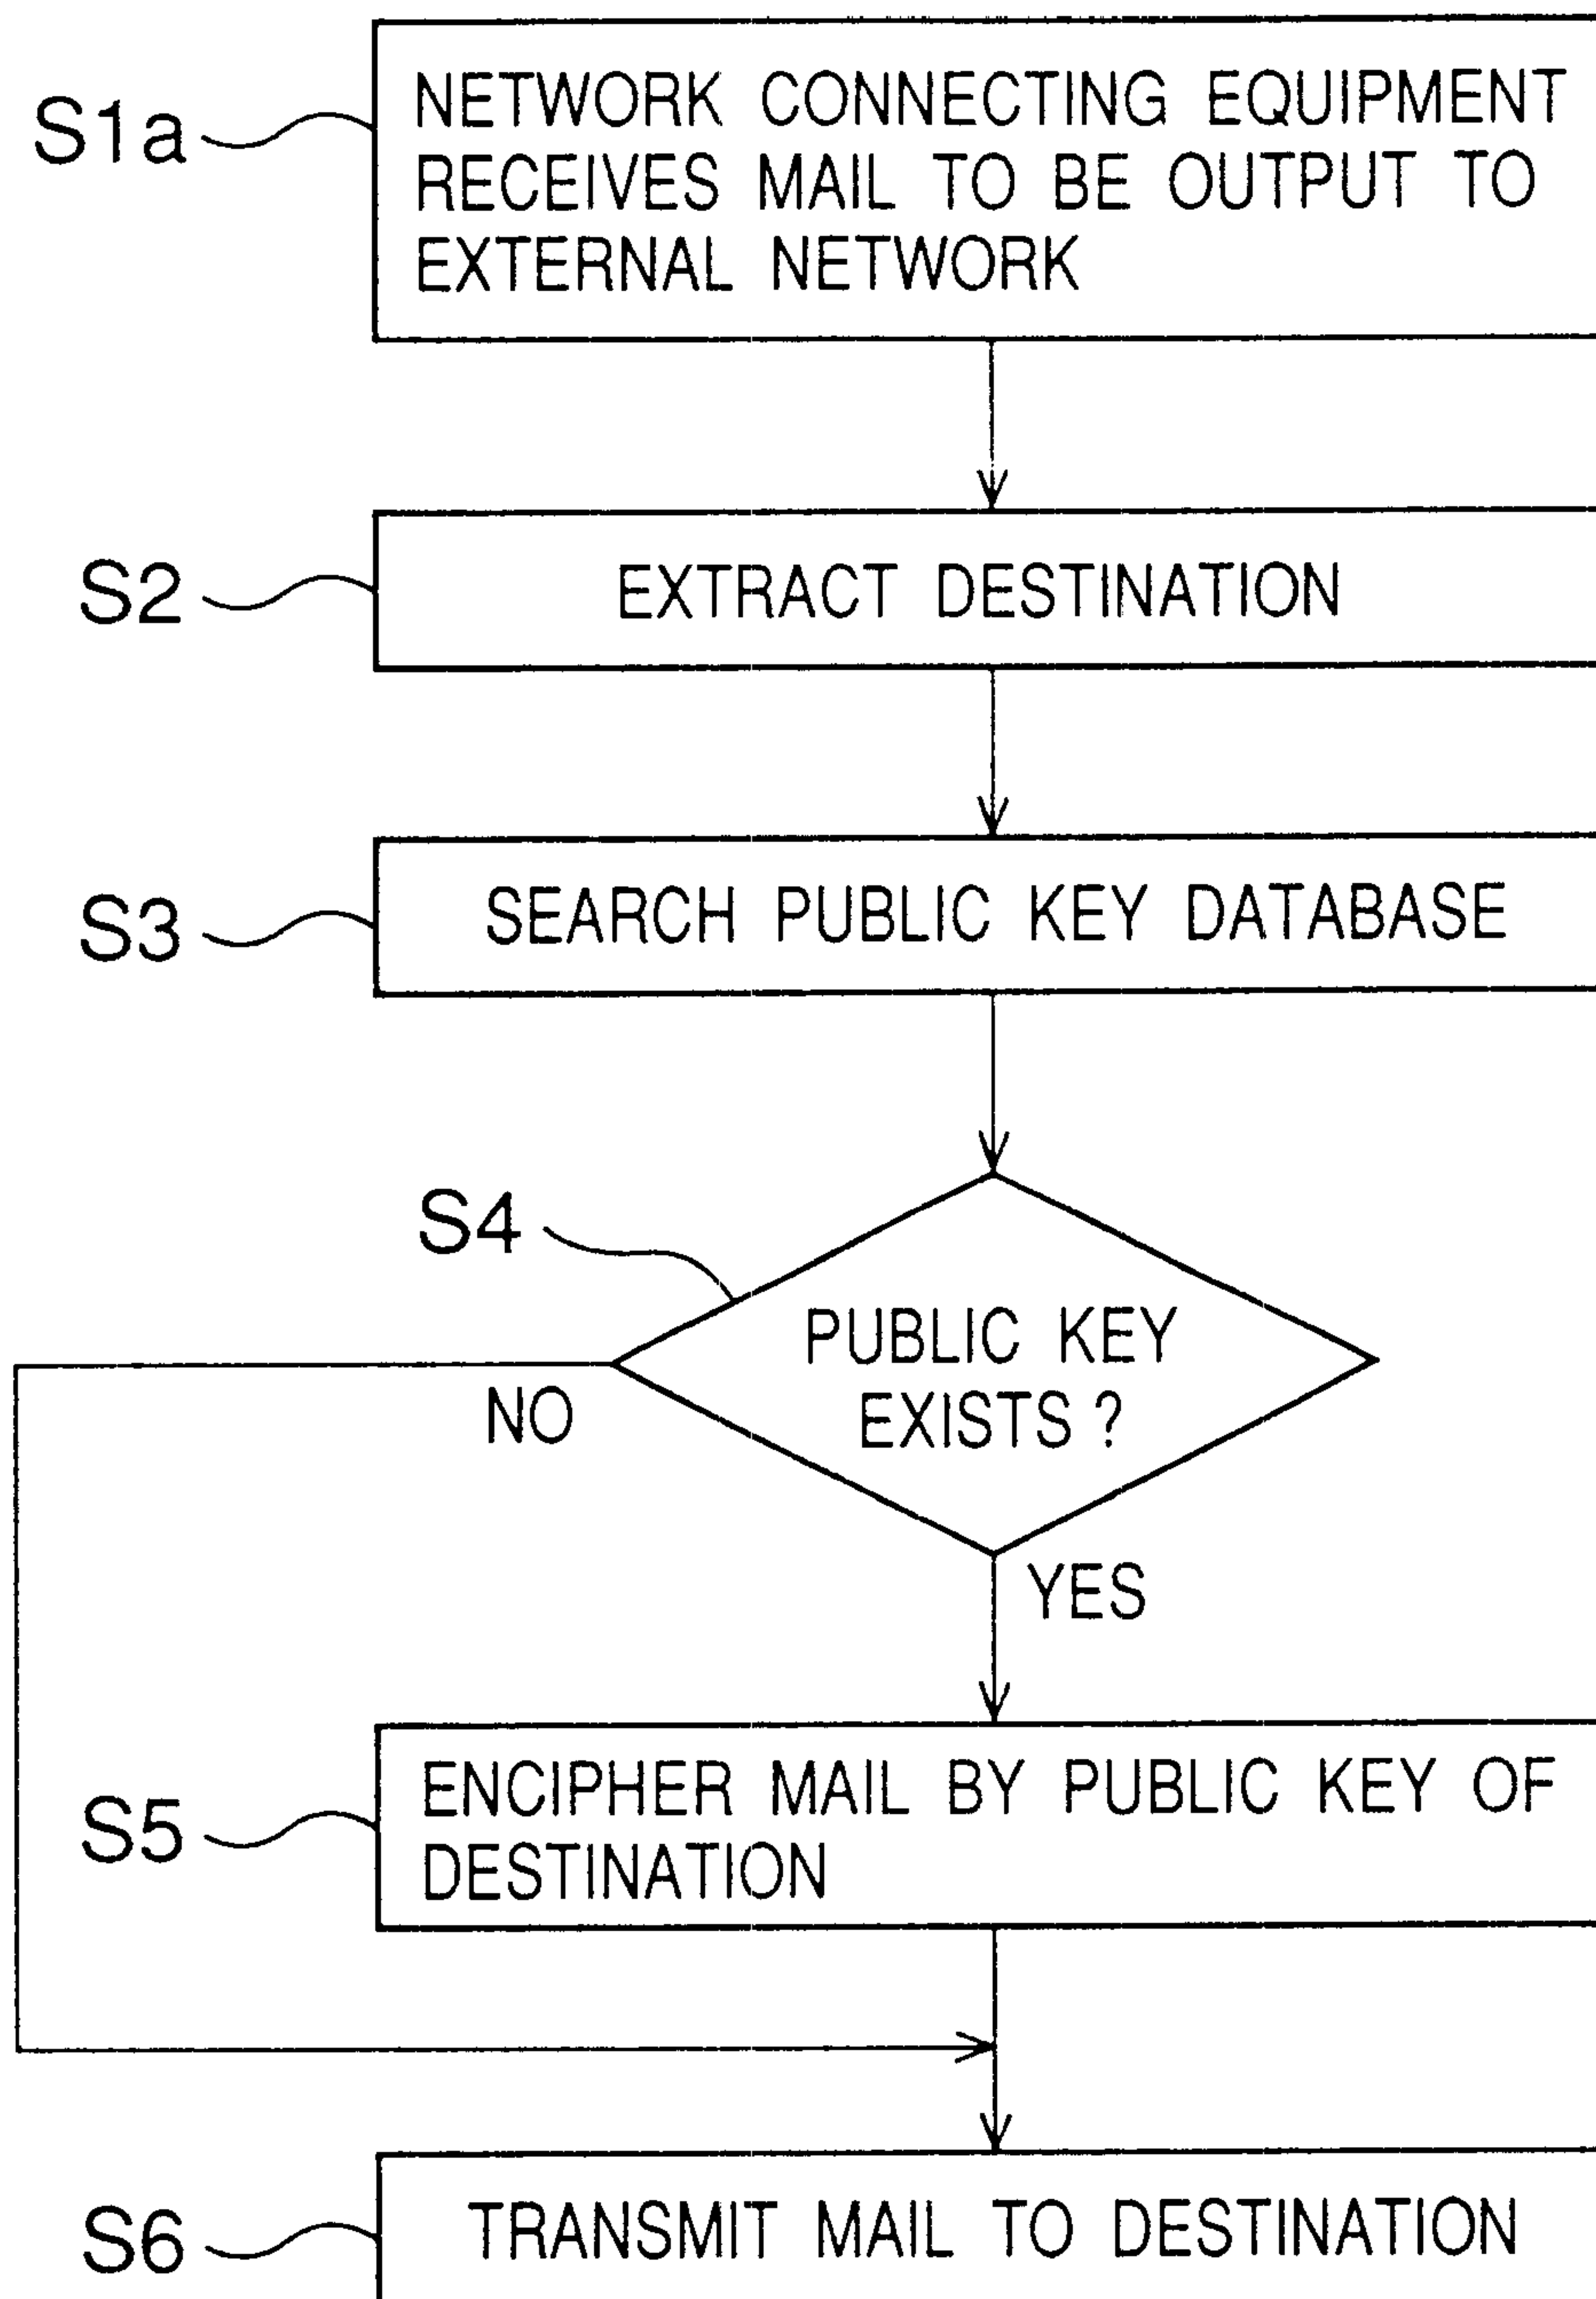 S1a
NETWORK CONNECTING EQUIPMENT
RECEIVES MAIL TO BE OUTPUT TO
EXTERNAL NETWORK
S2
EXTRACT DESTINATION
S3
SEARCH PUBLIC KEY DATABASE
S4
PUBLIC KEY
EXISTS ?
NO
YES
S5
ENCIPHER MAIL BY PUBLIC KEY OF
DESTINATION
S6
TRANSMIT MAIL TO DESTINATION